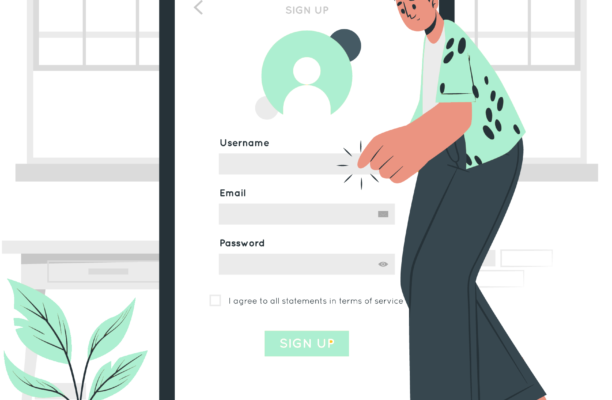 SIGN UP
Username
Email
Password
I agree to all statements in terms of service
SIGN UP